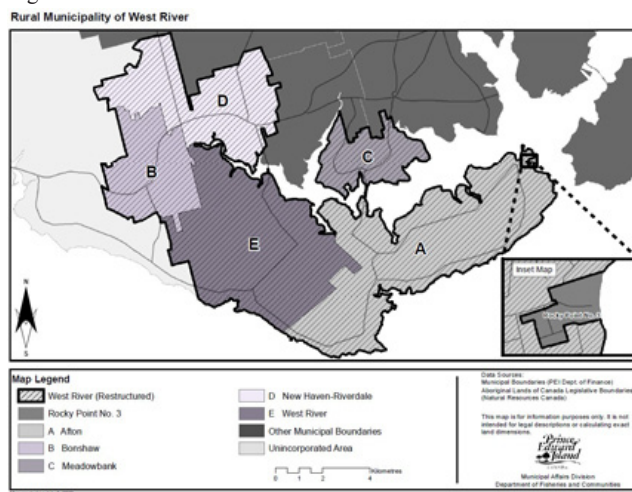 Rural Municipality of West River
D
C
B
A
E
N
S
Inset Map
Rocky Point No. 3
Map Legend
West River (Restructured)
Rocky Point No. 3
A Afton
B Bonshaw
C Meadowbank
D New Haven-Riverdale
E West River
Other Municipal Boundaries
Unincorporated Area
Kilometres
0 1 2 4
Data Sources:
Municipal Boundaries (PEI Dept. of Finance)
Aboriginal Lands of Canada Legislative Boundaries
(Natural Resources Canada)
This map is for information purposes only. It is not
intended for legal descriptions or calculating exact
land dimensions.
Prince
Edward
Island
Municipal Affairs Division
Department of Fisheries and Communities